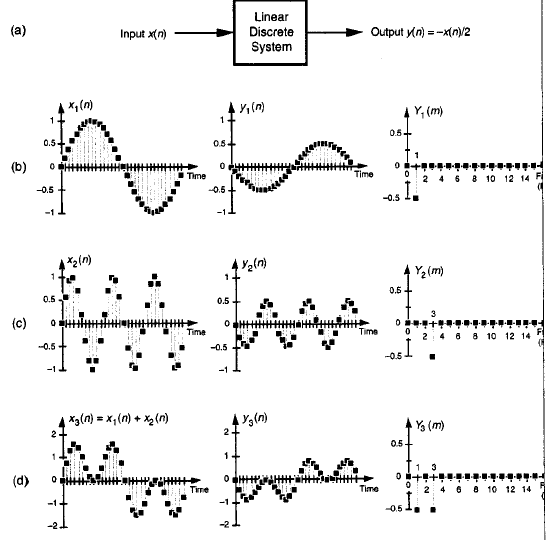 (a)
Input x(n)
Linear
Discrete
System
Output y(n) = –x(n)/2
(b)
x1(n)
1
0.5
0
–0.5
–1
Time
y1(n)
1
0.5
0
–0.5
–1
Time
Y1(m)
0.5
0
–0.5
1
2 4 6 8 10 12 14
(c)
x2(n)
1
0.5
0
–0.5
–1
Time
y2(n)
1
0.5
0
–0.5
–1
Time
Y2(m)
0.5
0
–0.5
3
0 2 4 6 8 10 12 14
(d)
x3(n) = x1(n) + x2(n)
2
1
0
–1
–2
Time
y3(n)
2
1
0
–1
–2
Time
Y3(m)
0.5
0
–0.5
1 3
0 2 4 6 8 10 12 14